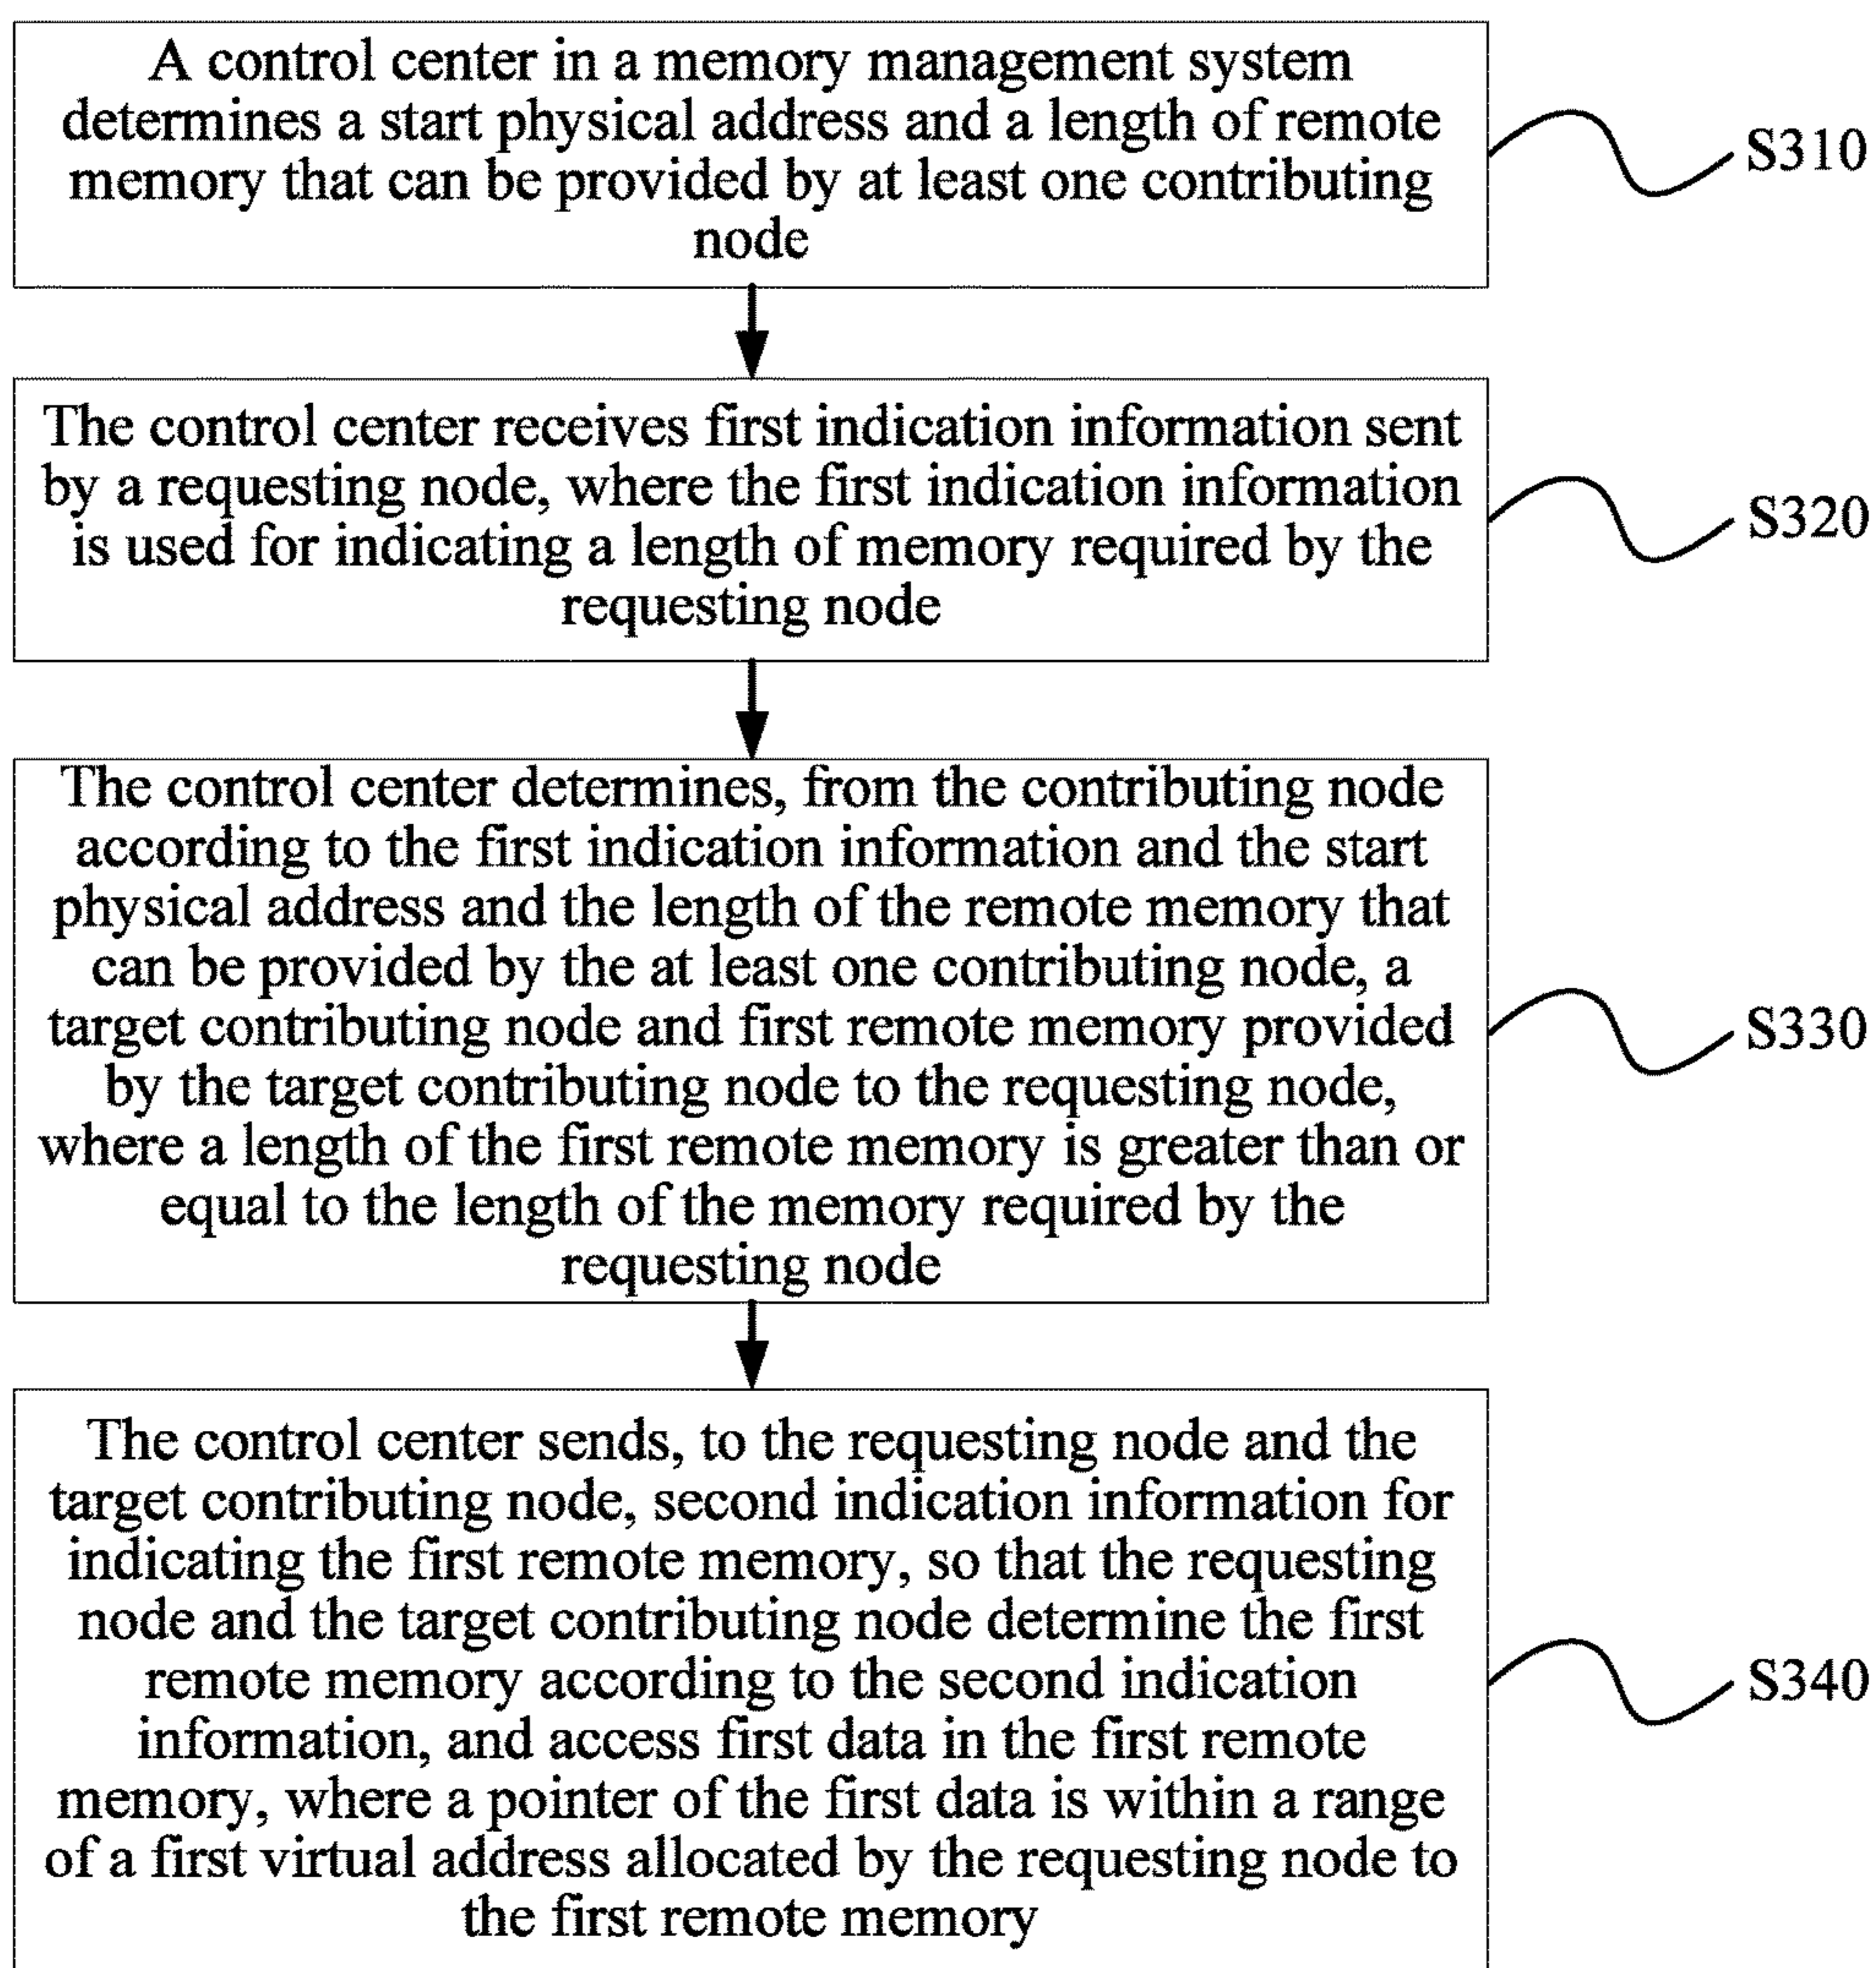 A control center in a memory management system
determines a start physical address and a length of remote
memory that can be provided by at least one contributing
node
S310
The control center receives first indication information sent
by a requesting node, where the first indication information
is used for indicating a length of memory required by the
requesting node
S320
The control center determines, from the contributing node
according to the first indication information and the start
physical address and the length of the remote memory that
can be provided by the at least one contributing node, a
target contributing node and first remote memory provided
by the target contributing node to the requesting node,
where a length of the first remote memory is greater than or
equal to the length of the memory required by the
requesting node
S330
The control center sends, to the requesting node and the
target contributing node, second indication information for
indicating the first remote memory, so that the requesting
node and the target contributing node determine the first
remote memory according to the second indication
information, and access first data in the first remote
memory, where a pointer of the first data is within a range
of a first virtual address allocated by the requesting node to
the first remote memory
S340